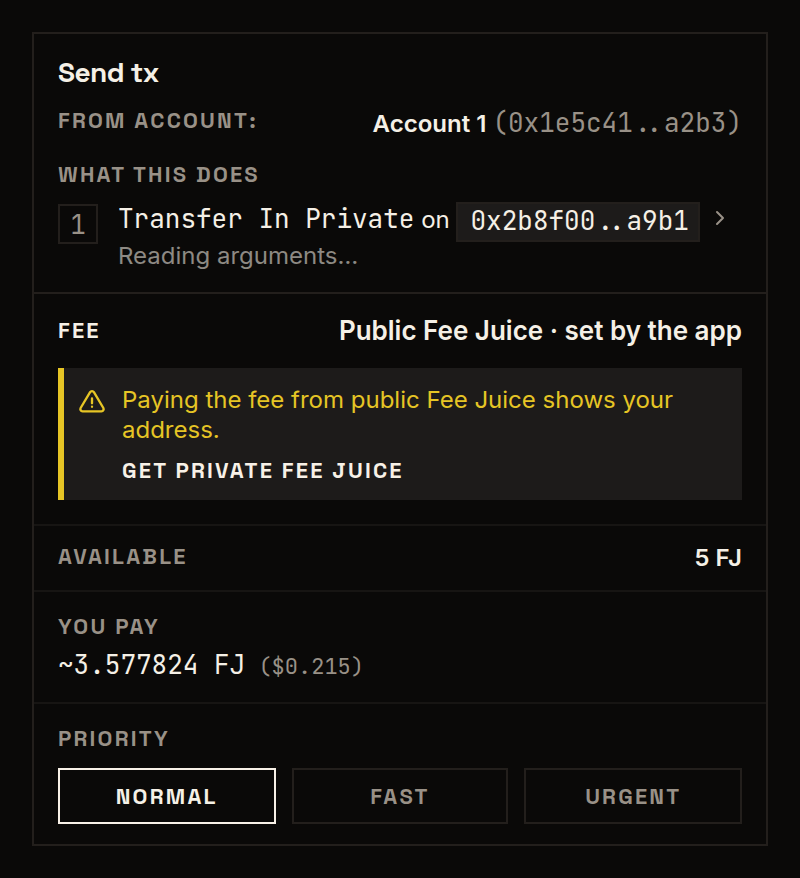 Send tx
FROM ACCOUNT: Account 1 (0x1e5c41..a2b3)
WHAT THIS DOES
1 Transfer In Private on 0x2b8f00..a9b1 >
Reading arguments...
FEE Public Fee Juice · set by the app
Paying the fee from public Fee Juice shows your
address.
GET PRIVATE FEE JUICE
AVAILABLE 5 FJ
YOU PAY
~3.577824 FJ ($0.215)
PRIORITY
NORMAL FAST URGENT